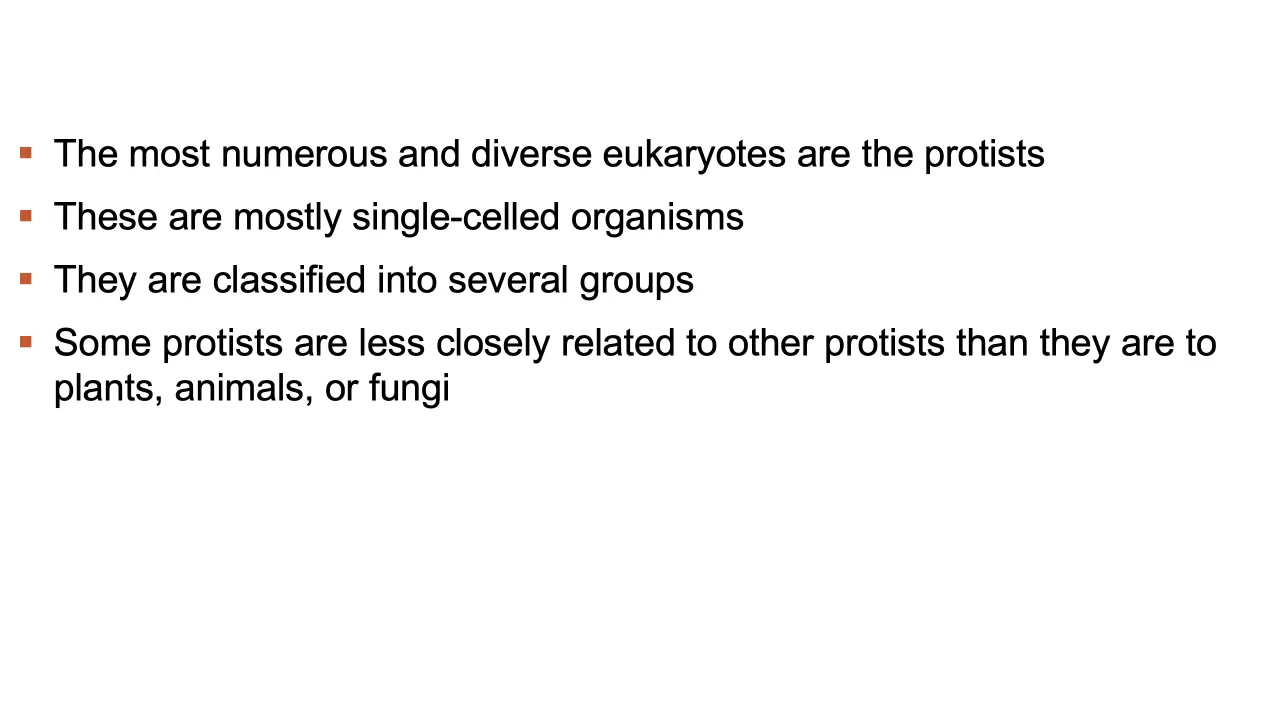 ▪ The most numerous and diverse eukaryotes are the protists
▪ These are mostly single-celled organisms
▪ They are classified into several groups
▪ Some protists are less closely related to other protists than they are to
plants, animals, or fungi